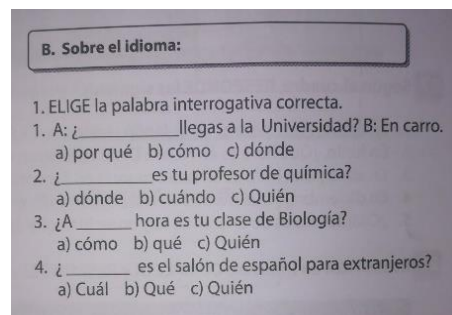 B. Sobre el idioma:
1. ELIGE la palabra interrogativa correcta.
1. A: ¿__________llegas a la Universidad? B: En carro.
a) por qué b) cómo c) dónde
2. ¿_________es tu profesor de química?
a) dónde b) cuándo c) Quién
3. ¿A ______ hora es tu clase de Biología?
a) cómo b) qué c) Quién
4. ¿ _______ es el salón de español para extranjeros?
a) Cuál b) Qué c) Quién